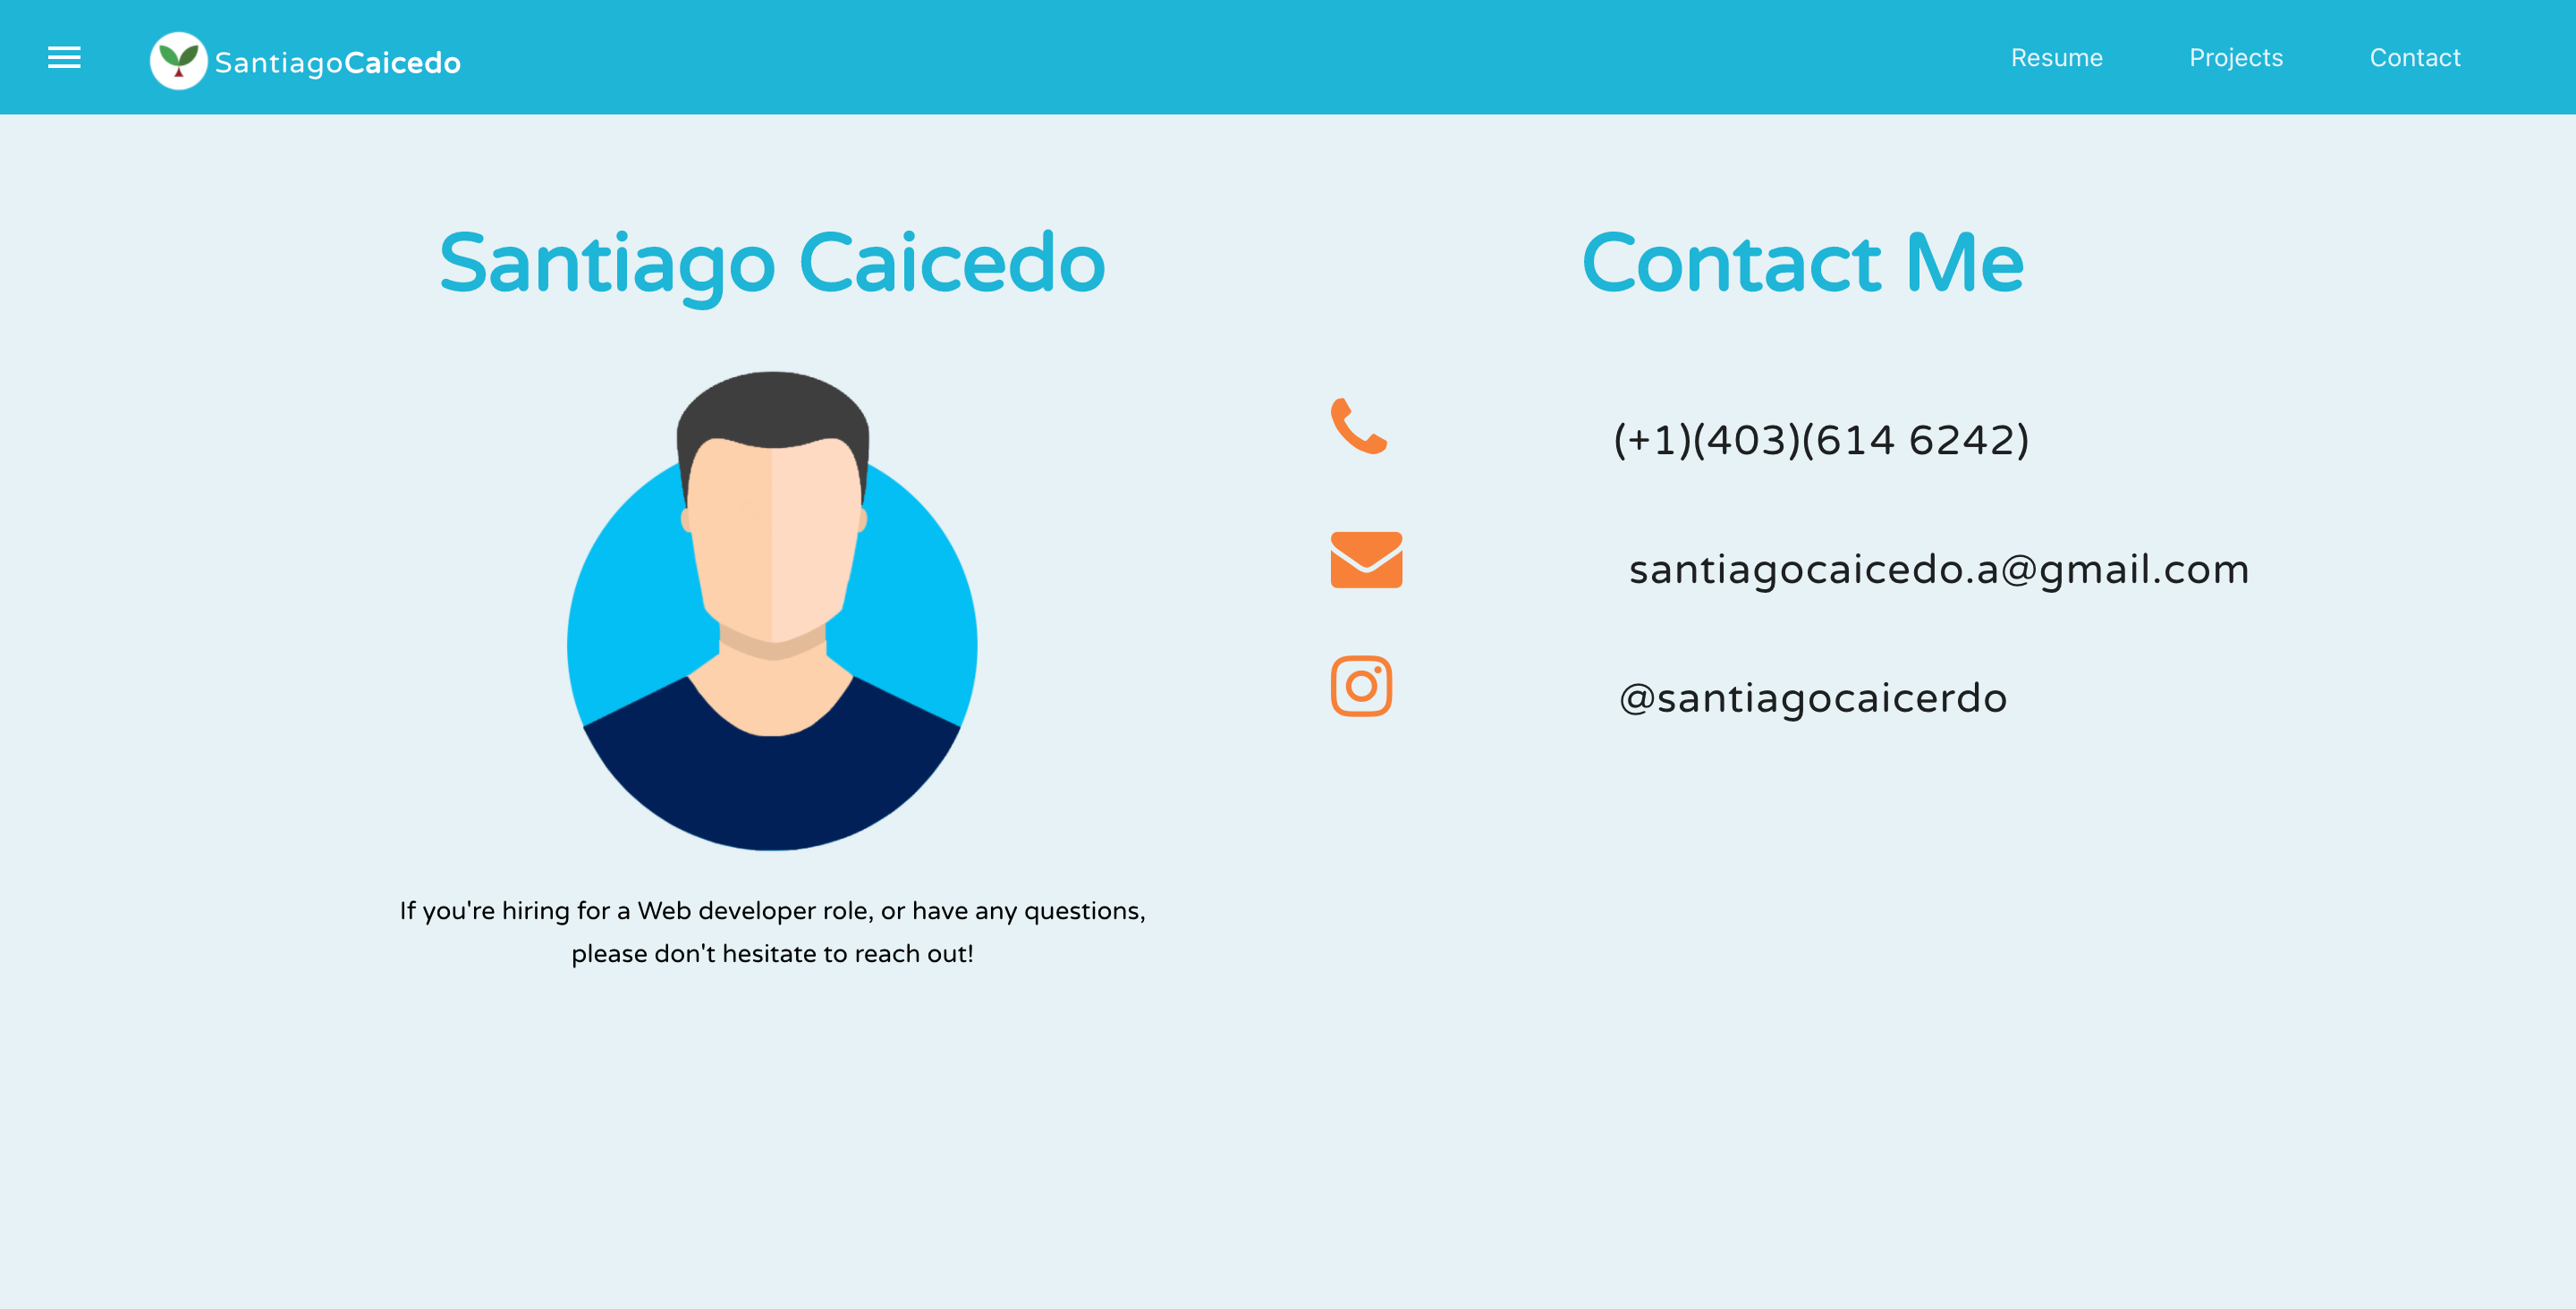 SantiagoCaicedo
Resume
Projects
Contact
Santiago Caicedo
If you're hiring for a Web developer role, or have any questions,
please don't hesitate to reach out!
Contact Me
(+1)(403)(614 6242)
santiagocaicedo.a@gmail.com
@santiagocaicerdo